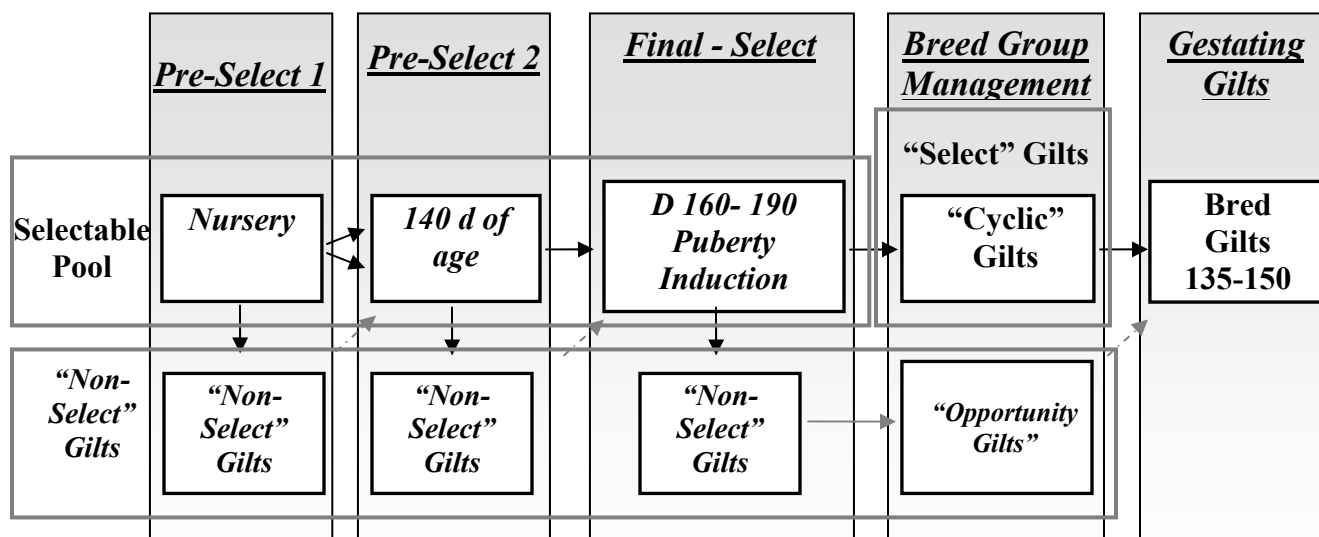 Pre-Select 1
Pre-Select 2
Final - Select
Breed Group
Management
Gestating
Gilts
Selectable
Pool
Nursery
140 d of
age
D 160- 190
Puberty
Induction
“Select” Gilts
“Cyclic”
Gilts
Bred
Gilts
135-150
“Non-
Select”
Gilts
“Non-
Select”
Gilts
“Non-
Select”
Gilts
“Non-
Select”
Gilts
“Opportunity
Gilts”